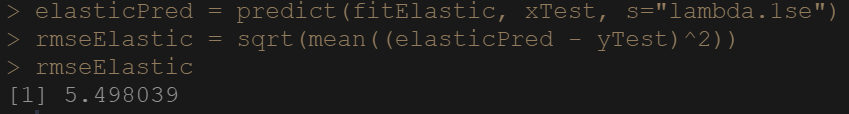 > elasticPred = predict(fitElastic, xTest, s="lambda.1se")
> rmseElastic = sqrt(mean((elasticPred - yTest)^2))
> rmseElastic
[1] 5.498039